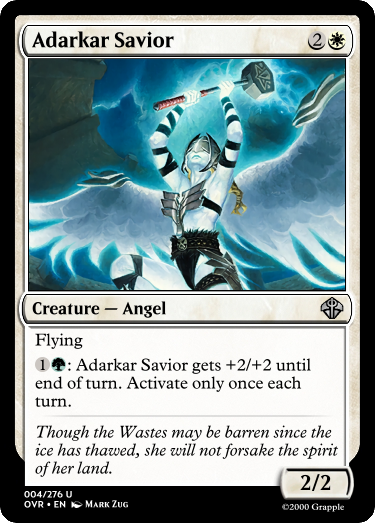 Adarkar Savior 2
Creature — Angel
Flying
1: Adarkar Savior gets +2/+2 until
end of turn. Activate only once each
turn.
Though the Wastes may be barren since the
ice has thawed, she will not forsake the spirit
of her land.
2/2
004/276 U
OVR • EN Mark Zug
©2000 Grapple